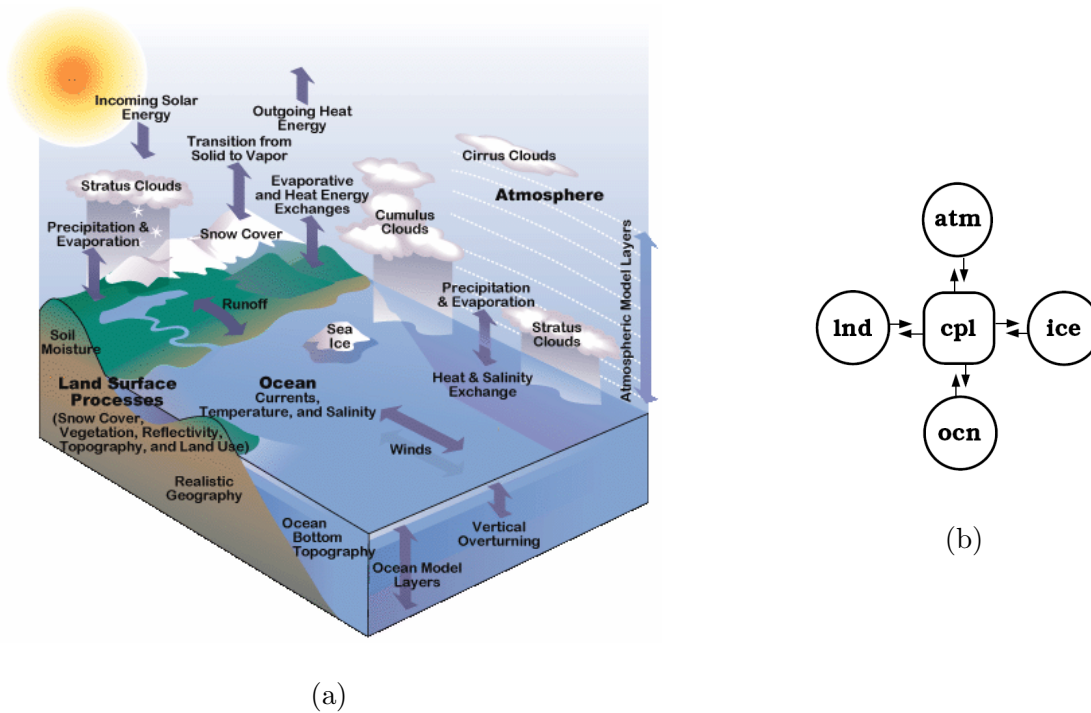 Incoming Solar
Energy
Outgoing Heat
Energy
Transition from
Solid to Vapor
Cirrus Clouds
Stratus Clouds
Evaporative
and Heat Energy
Exchanges
Atmosphere
Cumulus
Clouds
Precipitation &
Evaporation
Snow Cover
Atmospheric Model Layers
Precipitation
& Evaporation
Runoff
Stratus
Clouds
Sea
Ice
Soil
Moisture
Heat & Salinity
Exchange
Land Surface
Processes
(Snow Cover,
Vegetation, Reflectivity,
Topography, and Land Use)
Ocean
Currents,
Temperature, and Salinity
Winds
Realistic
Geography
Ocean
Bottom
Topography
Vertical
Overturning
Ocean Model
Layers
(a)
atm
lnd
cpl
ice
ocn
(b)